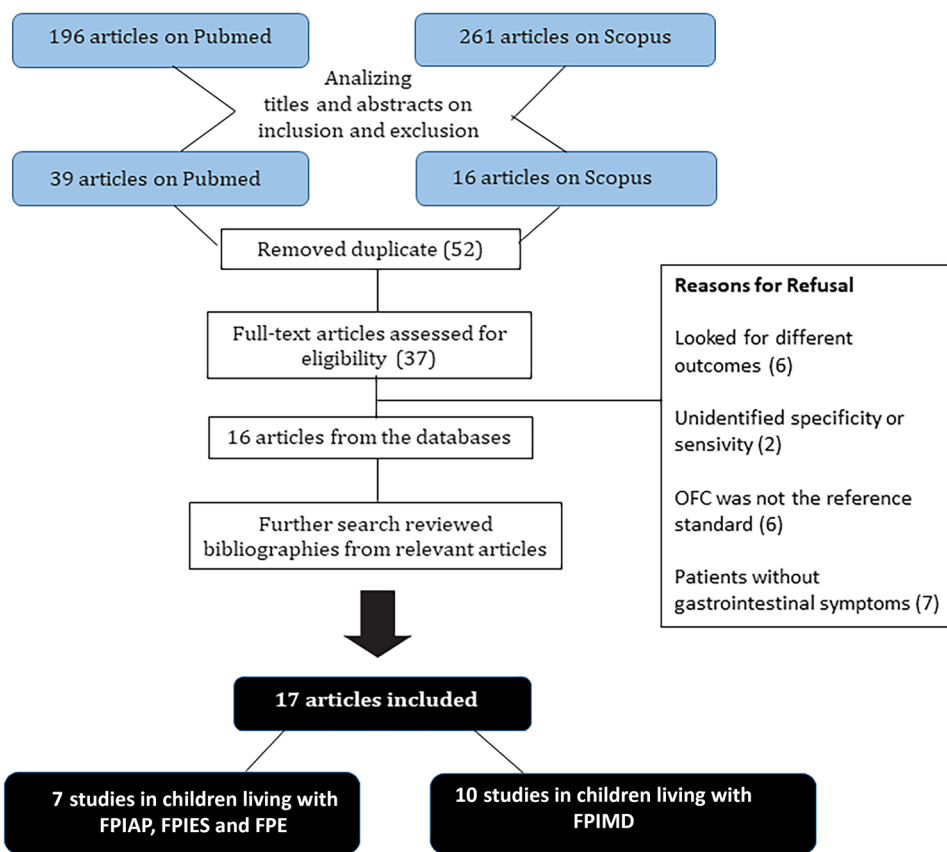 196 articles on Pubmed
261 articles on Scopus
Analizing
titles and abstracts on
inclusion and exclusion
39 articles on Pubmed
16 articles on Scopus
Removed duplicate (52)
Full-text articles assessed for
eligibility (37)
16 articles from the databases
Further search reviewed
bibliographies from relevant articles
Reasons for Refusal
Looked for different
outcomes (6)
Unidentified specificity or
sensivity (2)
OFC was not the reference
standard (6)
Patients without
gastrointestinal symptoms (7)
17 articles included
7 studies in children living with
FPIAP, FPIES and FPE
10 studies in children living with
FPIMD